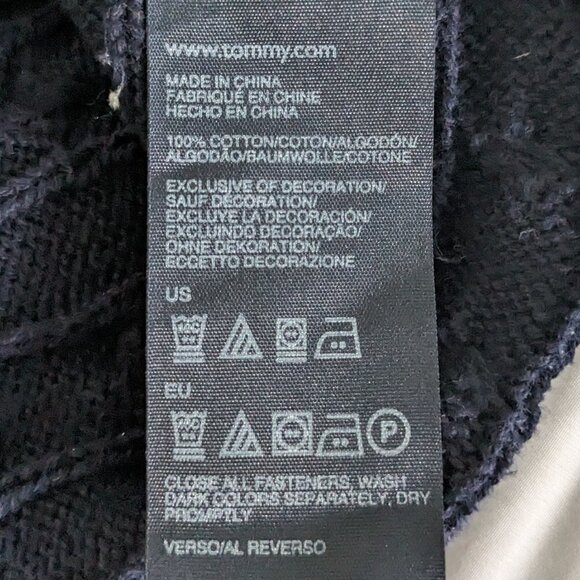 www.tommy.com
MADE IN CHINA
FABRIQUÉ EN CHINE
HECHO EN CHINA
100% COTTON/COTON/ALGODÓN/
ALGODÃO/BAUMWOLLE/COTONE
EXCLUSIVE OF DECORATION/
SAUF DÉCORATION/
EXCLUYE LA DECORACIÓN/
EXCLUINDO DECORAÇÃO/
OHNE DEKORATION/
ECCETTO DECORAZIONE
US
EU
P
CLOSE ALL FASTENERS, WASH
DARK COLORS SEPARATELY, DRY
PROMPTLY
VERSO/AL REVERSO